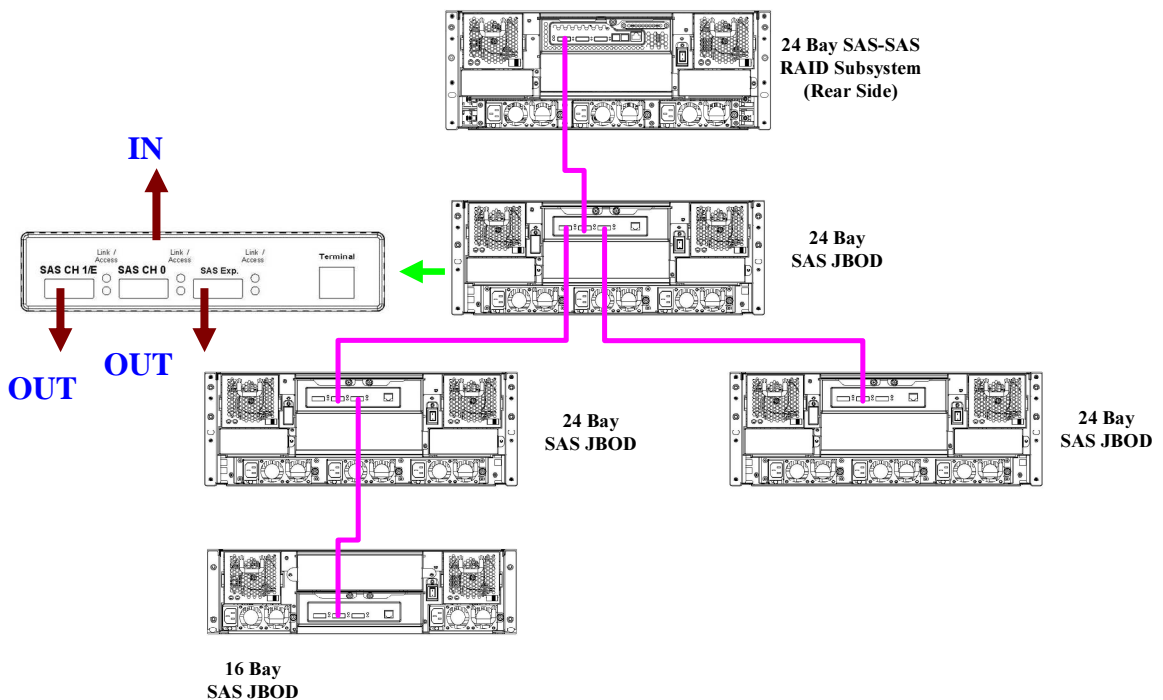 24 Bay SAS-SAS
RAID Subsystem
(Rear Side)
IN
24 Bay
SAS JBOD
Link /
Access
Link /
Access
Link /
Access
SAS CH 1/E
SAS CH 0
SAS Exp.
Terminal
OUT
OUT
24 Bay
SAS JBOD
24 Bay
SAS JBOD
16 Bay
SAS JBOD